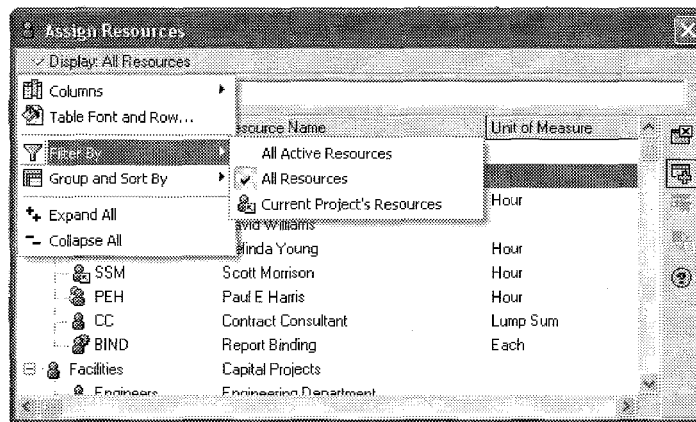 Assign Resources
Display: All Resources
Columns
Table Font and Row...
Resource Name
Unit of Measure
Filter By
All Active Resources
Group and Sort By
All Resources
Current Project's Resources
Hour
Expand All
David Williams
Collapse All
Hour
Young
SSM
Scott Morrison
Hour
PEH
Paul E Harris
Hour
CC
Contract Consultant
Lump Sum
BIND
Report Binding
Each
Facilities
Capital Projects
Engineers
Engineering Department